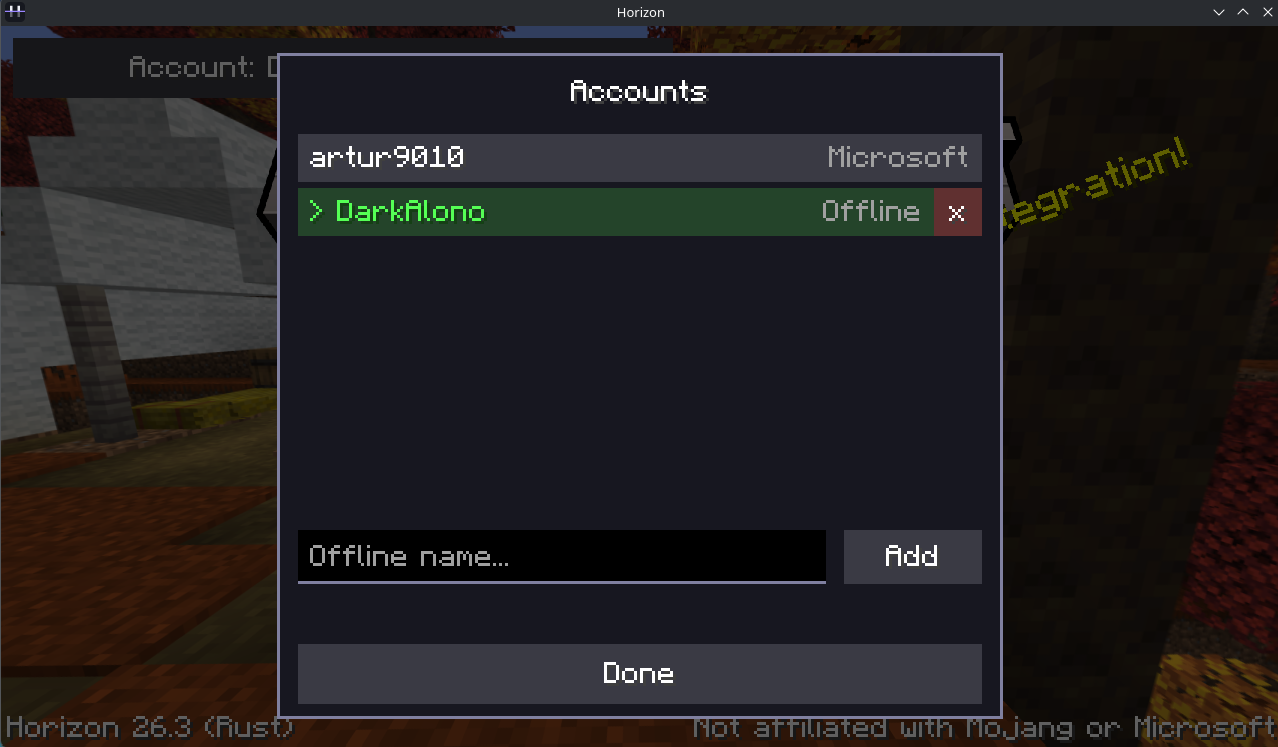 Horizon
Account: D
Accounts
artur9010 Microsoft
> DarkAlono Offline x
tegration!
Offline name...
Add
Done
Horizon 26.3 (Rust)
Not affiliated with Mojang or Microsoft